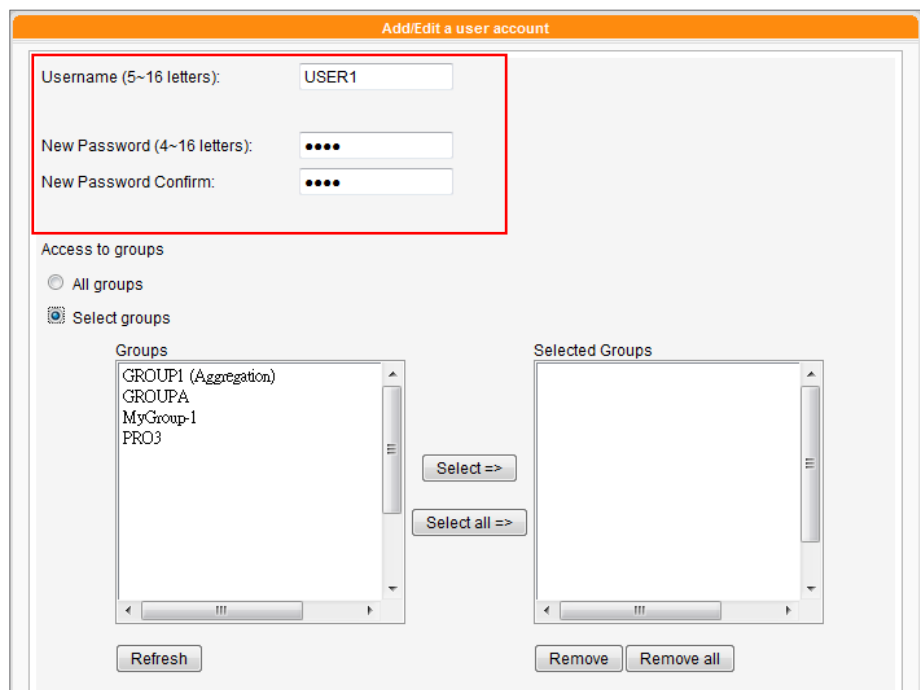 Add/Edit a user account
Username (5~16 letters): USER1
New Password (4~16 letters): ••••
New Password Confirm: ••••
Access to groups
All groups
Select groups
Groups Selected Groups
GROUP1 (Aggregation)
GROUPA
MyGroup-1
PRO3
Select =>
Select all =>
Refresh Remove Remove all